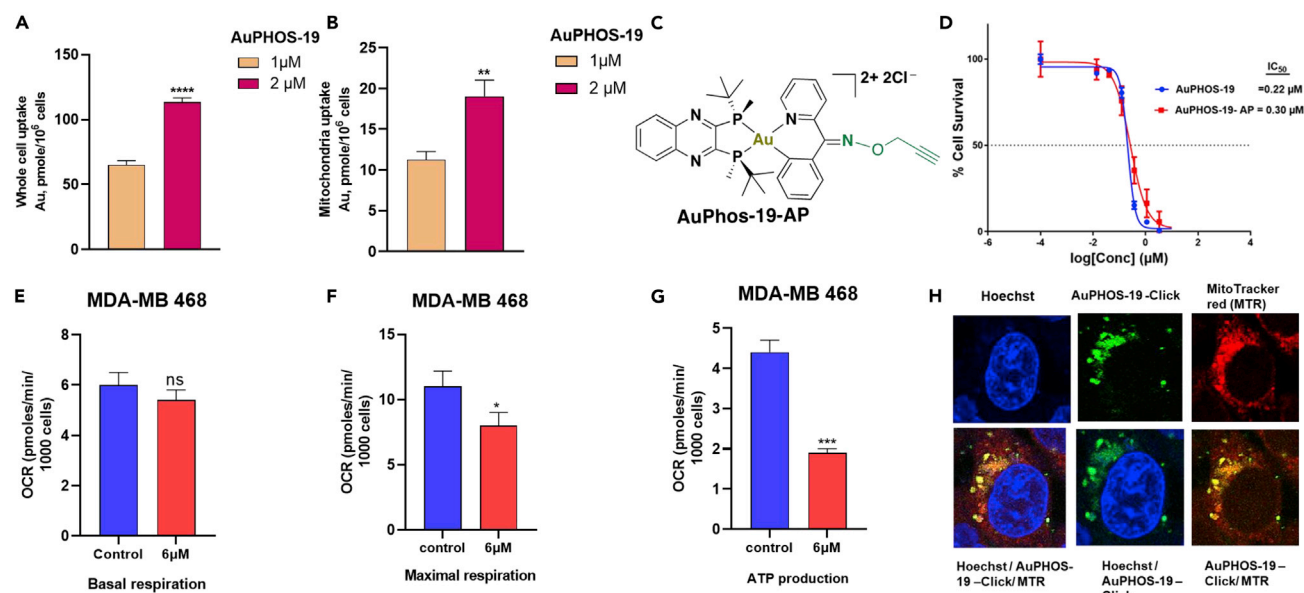 A
AuPHOS-19
1µM
2 µM
150
100
50
0
Whole cell uptake
Au, pmole/10⁶ cells
****
B
AuPHOS-19
1µM
2 µM
25
20
15
10
5
0
Mitochondria uptake
Au, pmole/10⁶ cells
**
C
2+ 2Cl⁻
N
N
P
P
Au
N
N
O
AuPhos-19-AP
D
100
50
0
% Cell Survival
IC₅₀
AuPHOS-19 =0.22 µM
AuPHOS-19- AP = 0.30 µM
-6 -4 -2 0 2 4
log[Conc] (µM)
E
MDA-MB 468
8
6
4
2
0
OCR (pmoles/min/
1000 cells)
ns
Control 6µM
Basal respiration
F
MDA-MB 468
15
10
5
0
OCR (pmoles/min/
1000 cells)
*
control 6µM
Maximal respiration
G
MDA-MB 468
5
4
3
2
1
0
OCR (pmoles/min/
1000 cells)
***
control 6µM
ATP production
H
Hoechst
AuPHOS-19 -Click
MitoTracker
red (MTR)
Hoechst / AuPHOS-
19 –Click/ MTR
Hoechst /
AuPHOS-19 –
AuPHOS-19 –
Click/ MTR